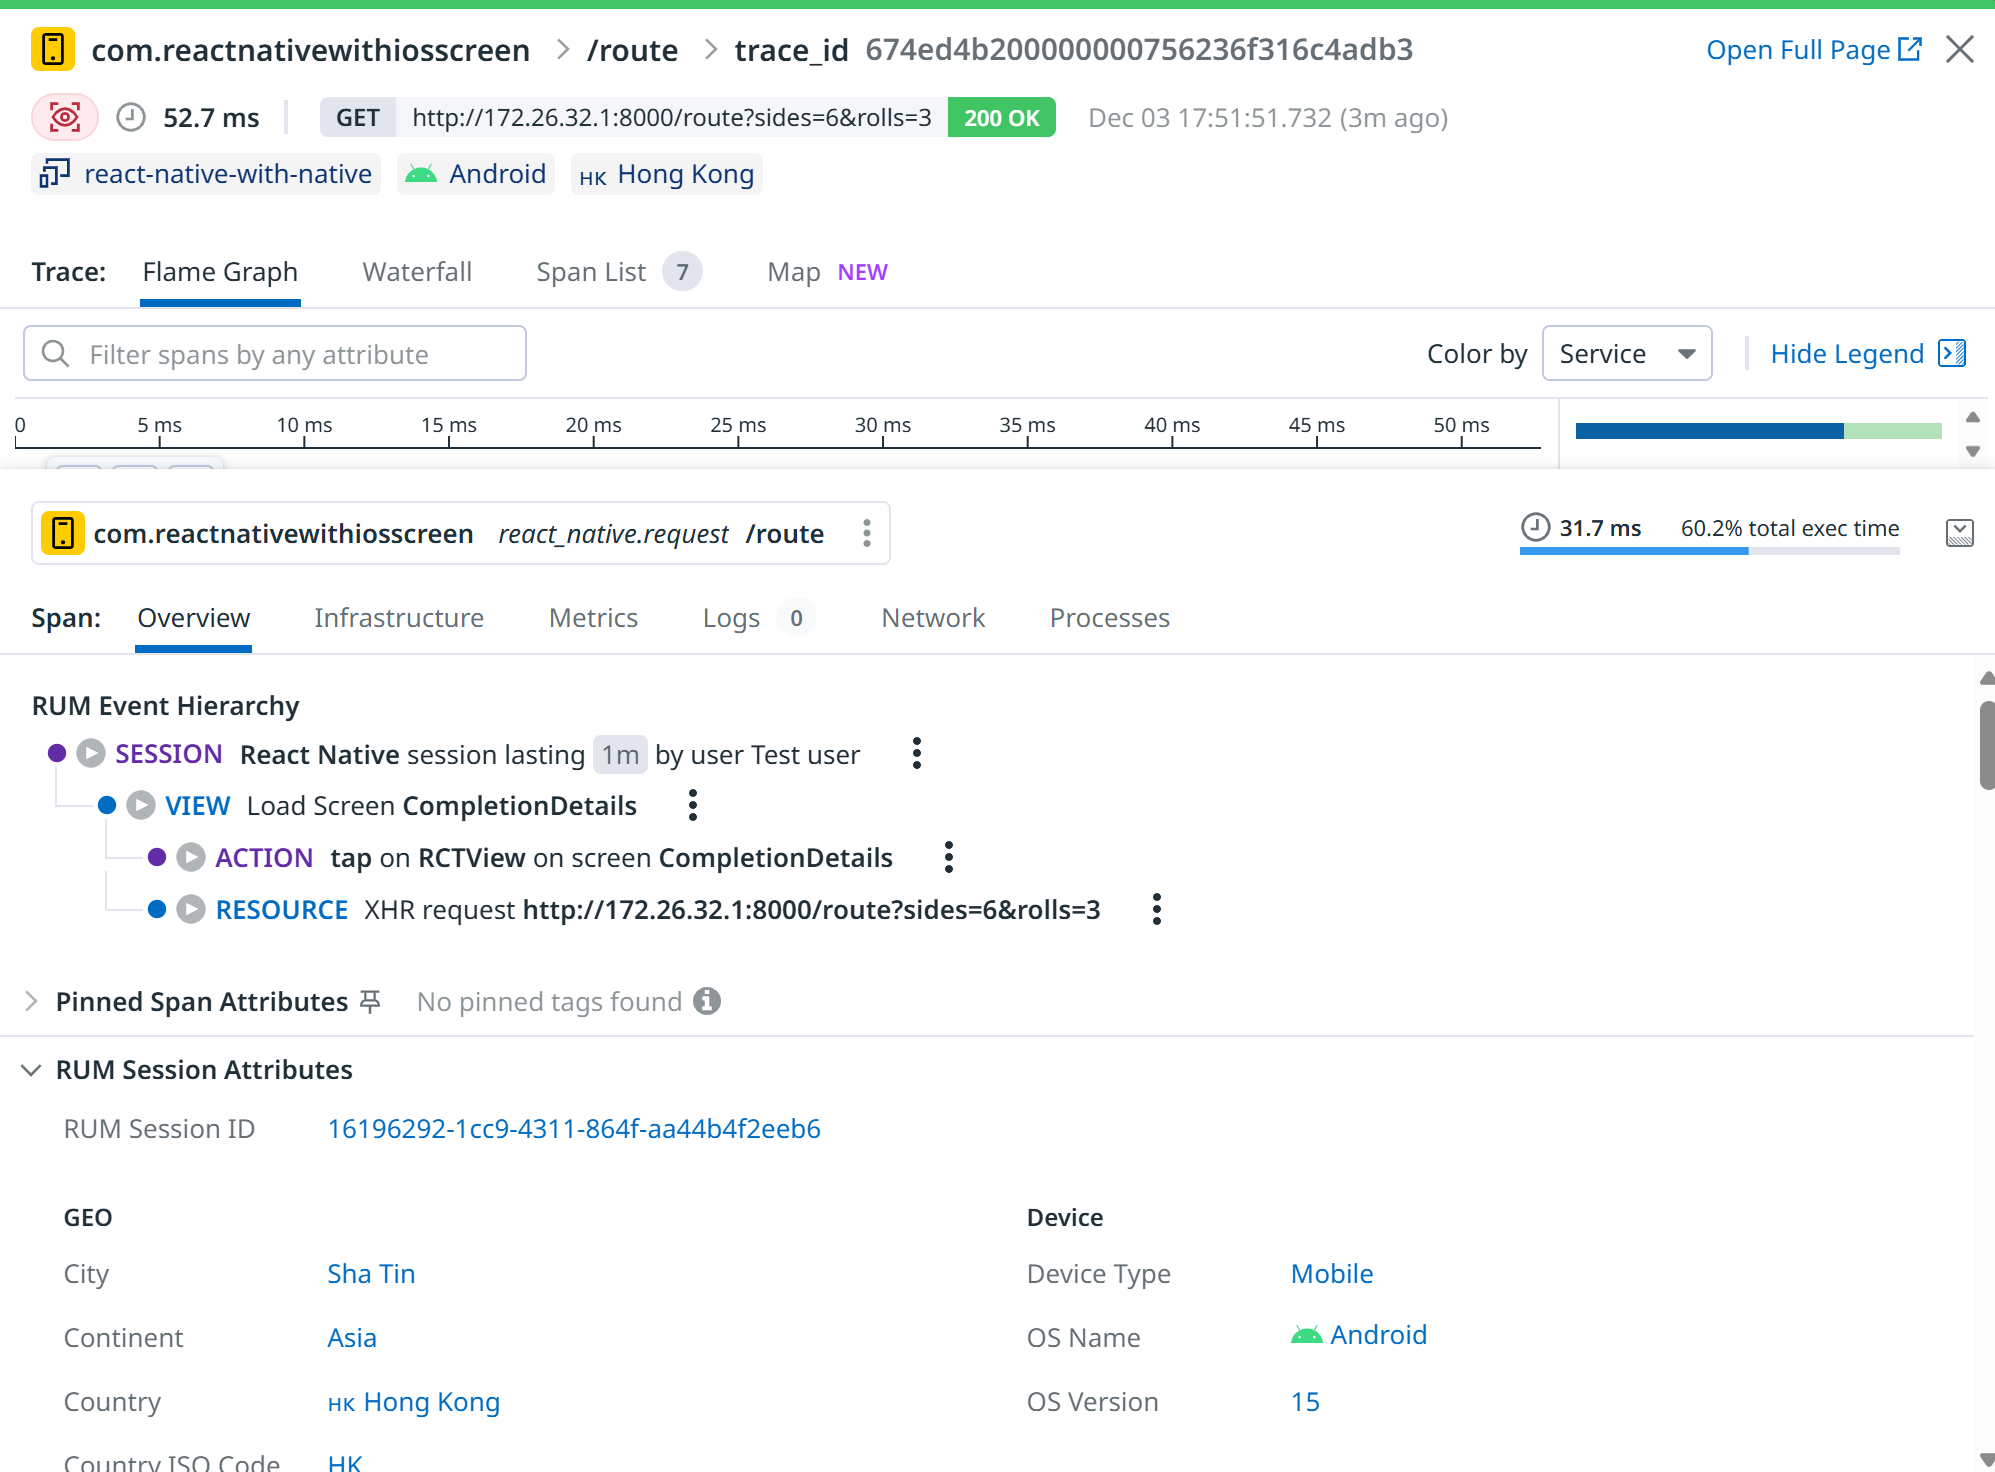 com.reactnativewithiosscreen > /route > trace_id 674ed4b200000000756236f316c4adb3 Open Full Page
52.7 ms GET http://172.26.32.1:8000/route?sides=6&rolls=3 200 OK Dec 03 17:51:51.732 (3m ago)
react-native-with-native Android HK Hong Kong
Trace: Flame Graph Waterfall Span List 7 Map NEW
Filter spans by any attribute Color by Service Hide Legend
0 5 ms 10 ms 15 ms 20 ms 25 ms 30 ms 35 ms 40 ms 45 ms 50 ms
com.reactnativewithiosscreen react_native.request /route 31.7 ms 60.2% total exec time
Span: Overview Infrastructure Metrics Logs 0 Network Processes
RUM Event Hierarchy
SESSION React Native session lasting 1m by user Test user
VIEW Load Screen CompletionDetails
ACTION tap on RCTView on screen CompletionDetails
RESOURCE XHR request http://172.26.32.1:8000/route?sides=6&rolls=3
Pinned Span Attributes No pinned tags found
RUM Session Attributes
RUM Session ID 16196292-1cc9-4311-864f-aa44b4f2eeb6
GEO Device
City Sha Tin Device Type Mobile
Continent Asia OS Name Android
Country HK Hong Kong OS Version 15
Country ISO Code HK